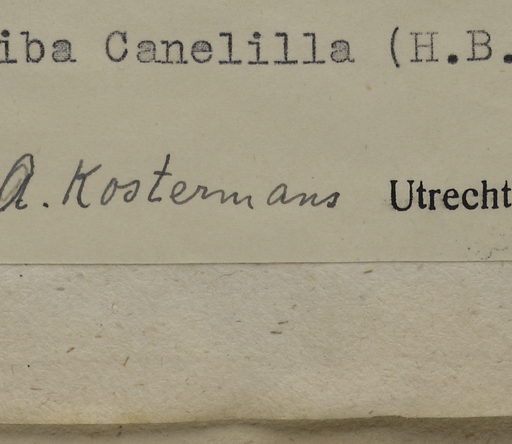 iba Canelilla (H.B.
A. Kostermans Utrecht